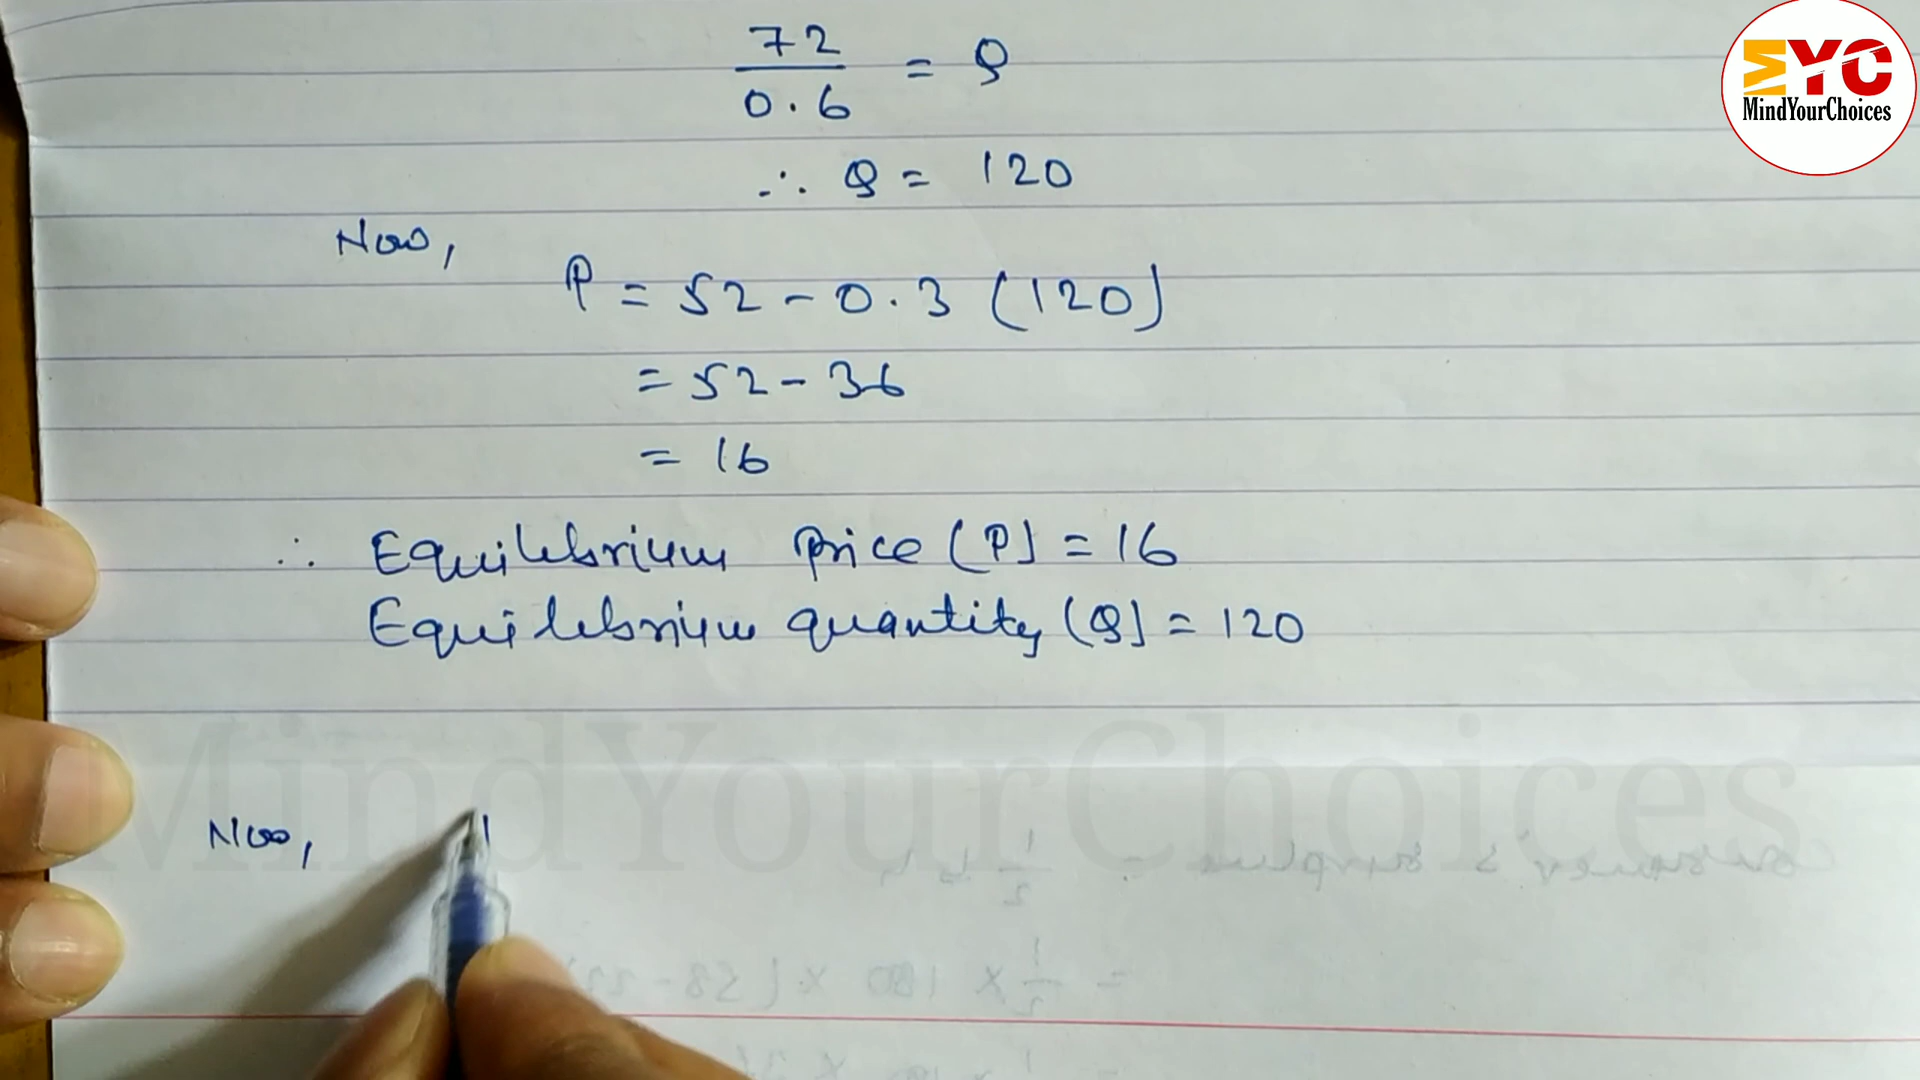 MYC
MindYourChoices
72
0.6 = Q
∴ Q = 120
Now,
P = 52 - 0.3 (120)
= 52 - 36
= 16
∴ Equilibrium Price (P) = 16
Equilibrium quantity (Q) = 120
MindYourChoices
Now,